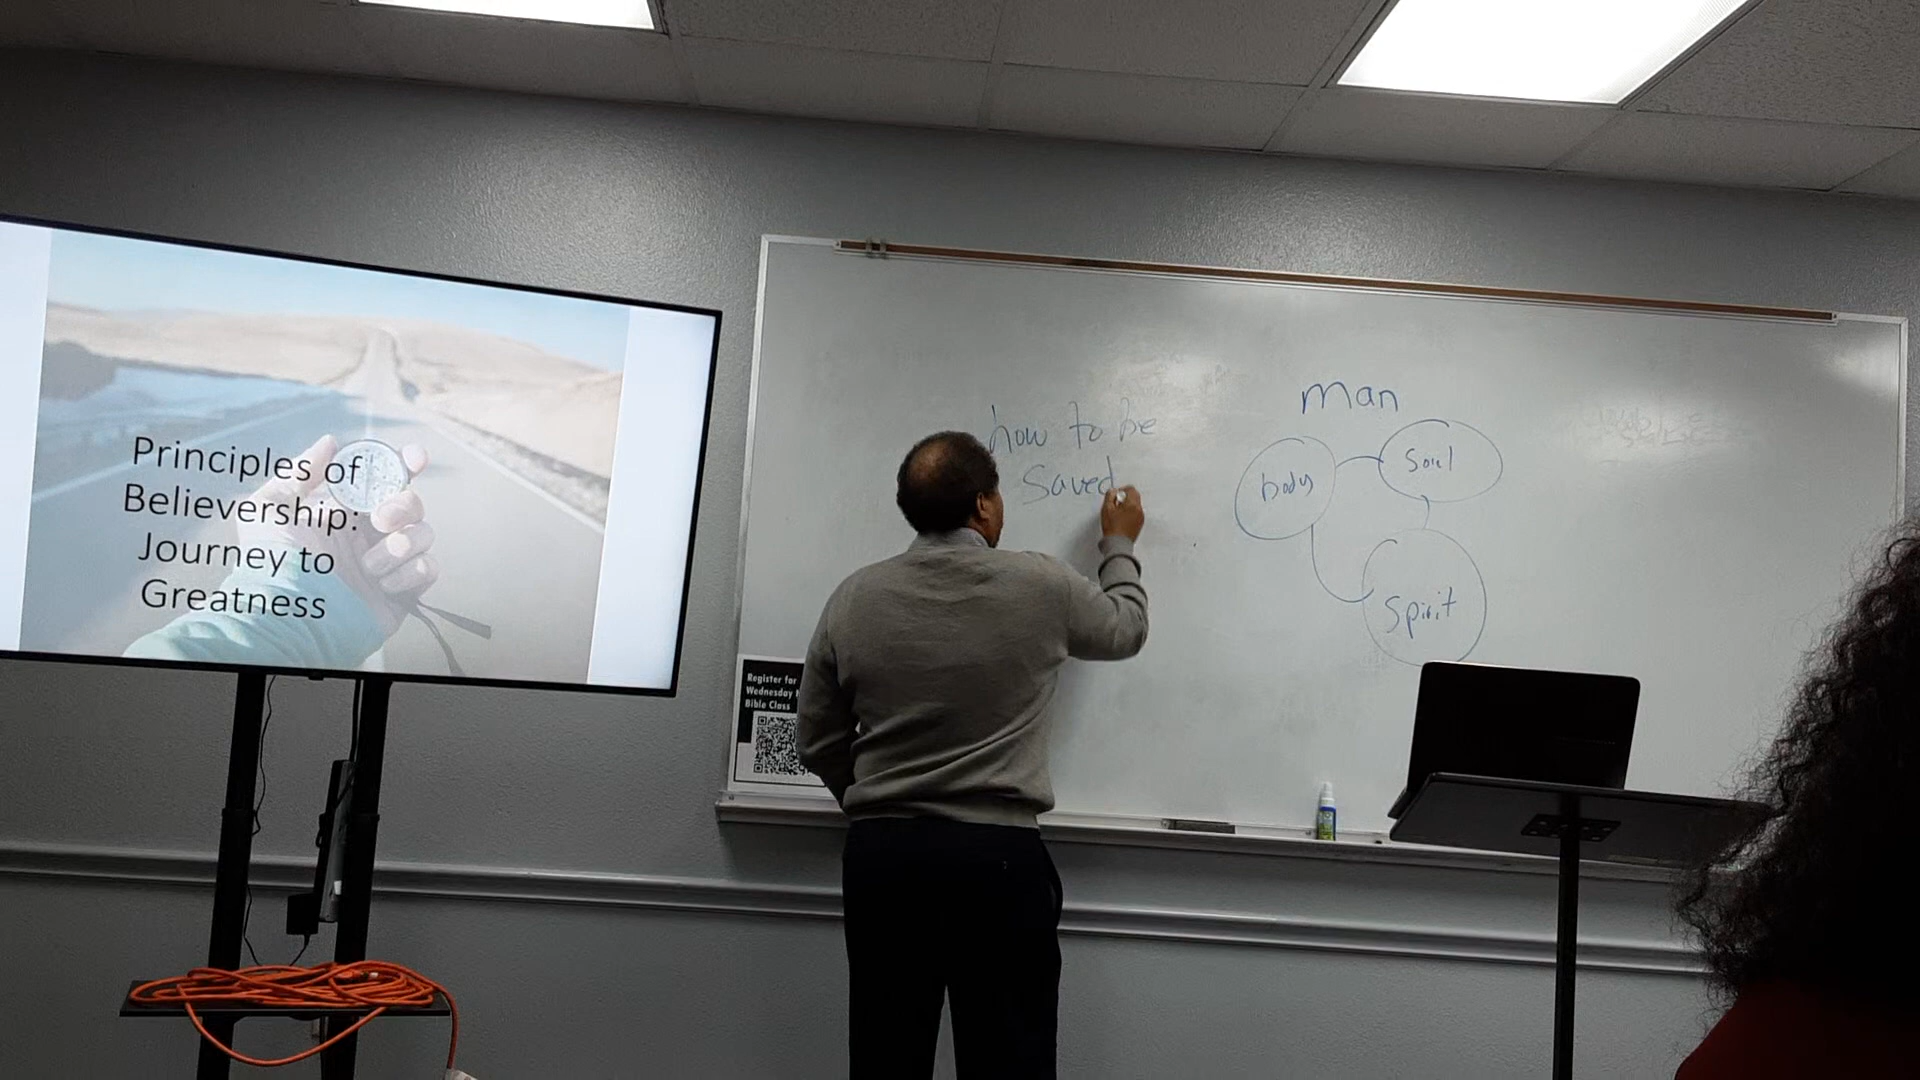 Principles of
Believership:
Journey to
Greatness
Register for
Wednesday
Bible Class
how to be
Saved
man
body
Soul
Spirit